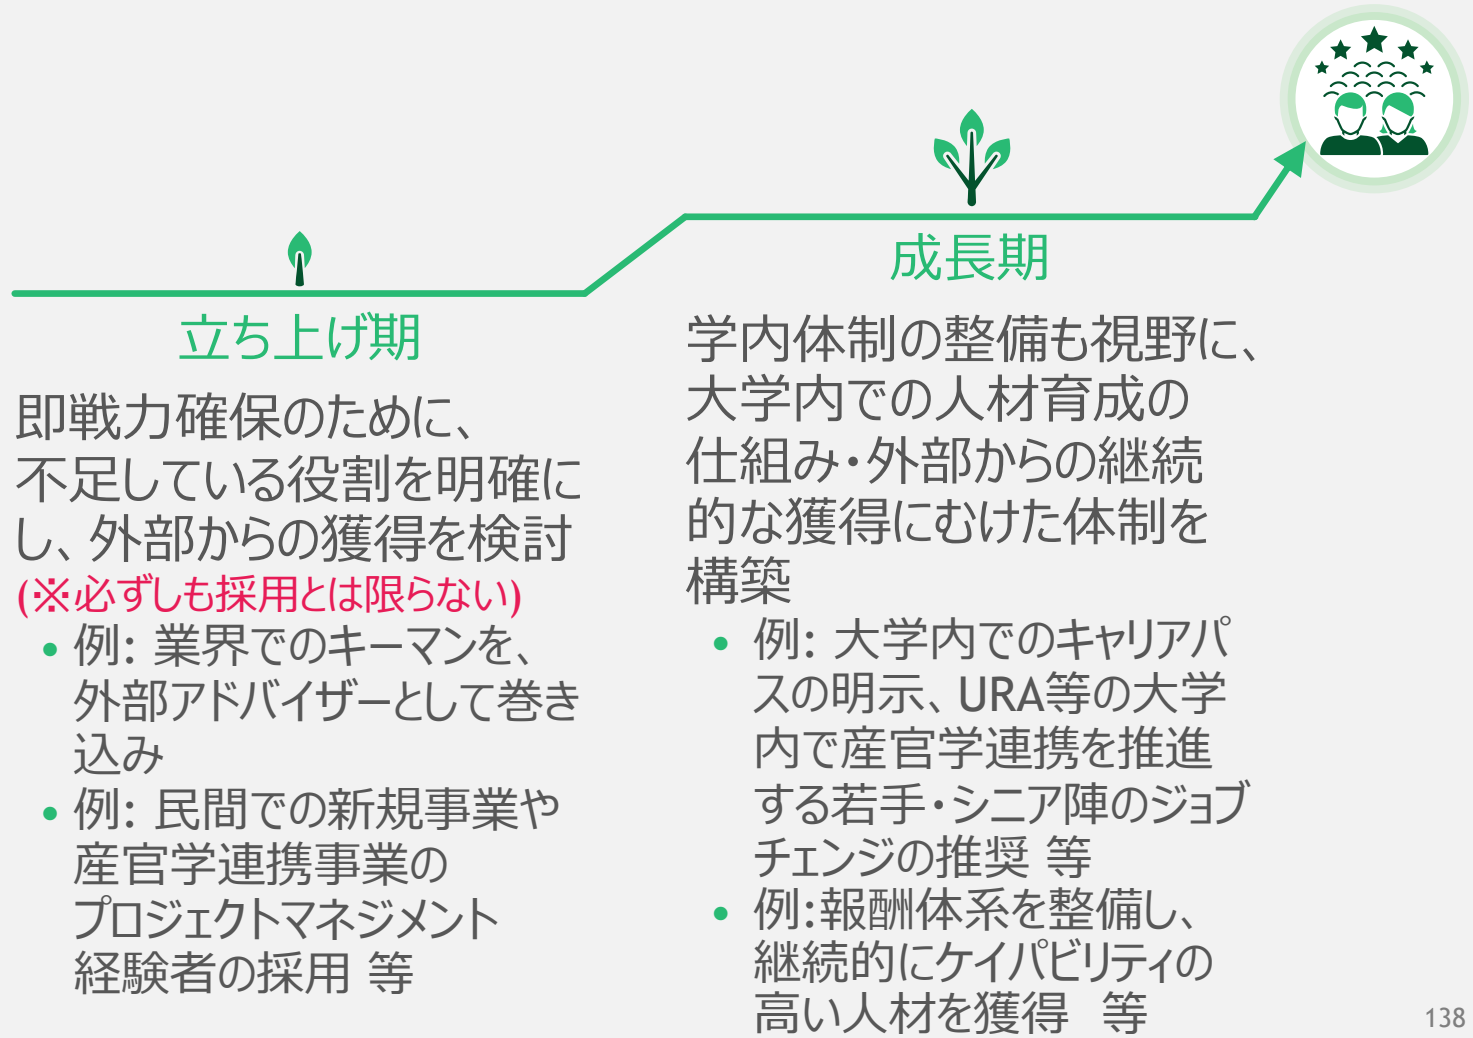 立ち上げ期
即戦力確保のために、
不足している役割を明確に
し、外部からの獲得を検討
(※必ずしも採用とは限らない)
• 例: 業界でのキーマンを、
外部アドバイザーとして巻き
込み
• 例: 民間での新規事業や
産官学連携事業の
プロジェクトマネジメント
経験者の採用 等
成長期
学内体制の整備も視野に、
大学内での人材育成の
仕組み・外部からの継続
的な獲得にむけた体制を
構築
• 例: 大学内でのキャリアパ
スの明示、URA等の大学
内で産官学連携を推進
する若手・シニア陣のジョブ
チェンジの推奨 等
• 例:報酬体系を整備し、
継続的にケイパビリティの
高い人材を獲得　等
138